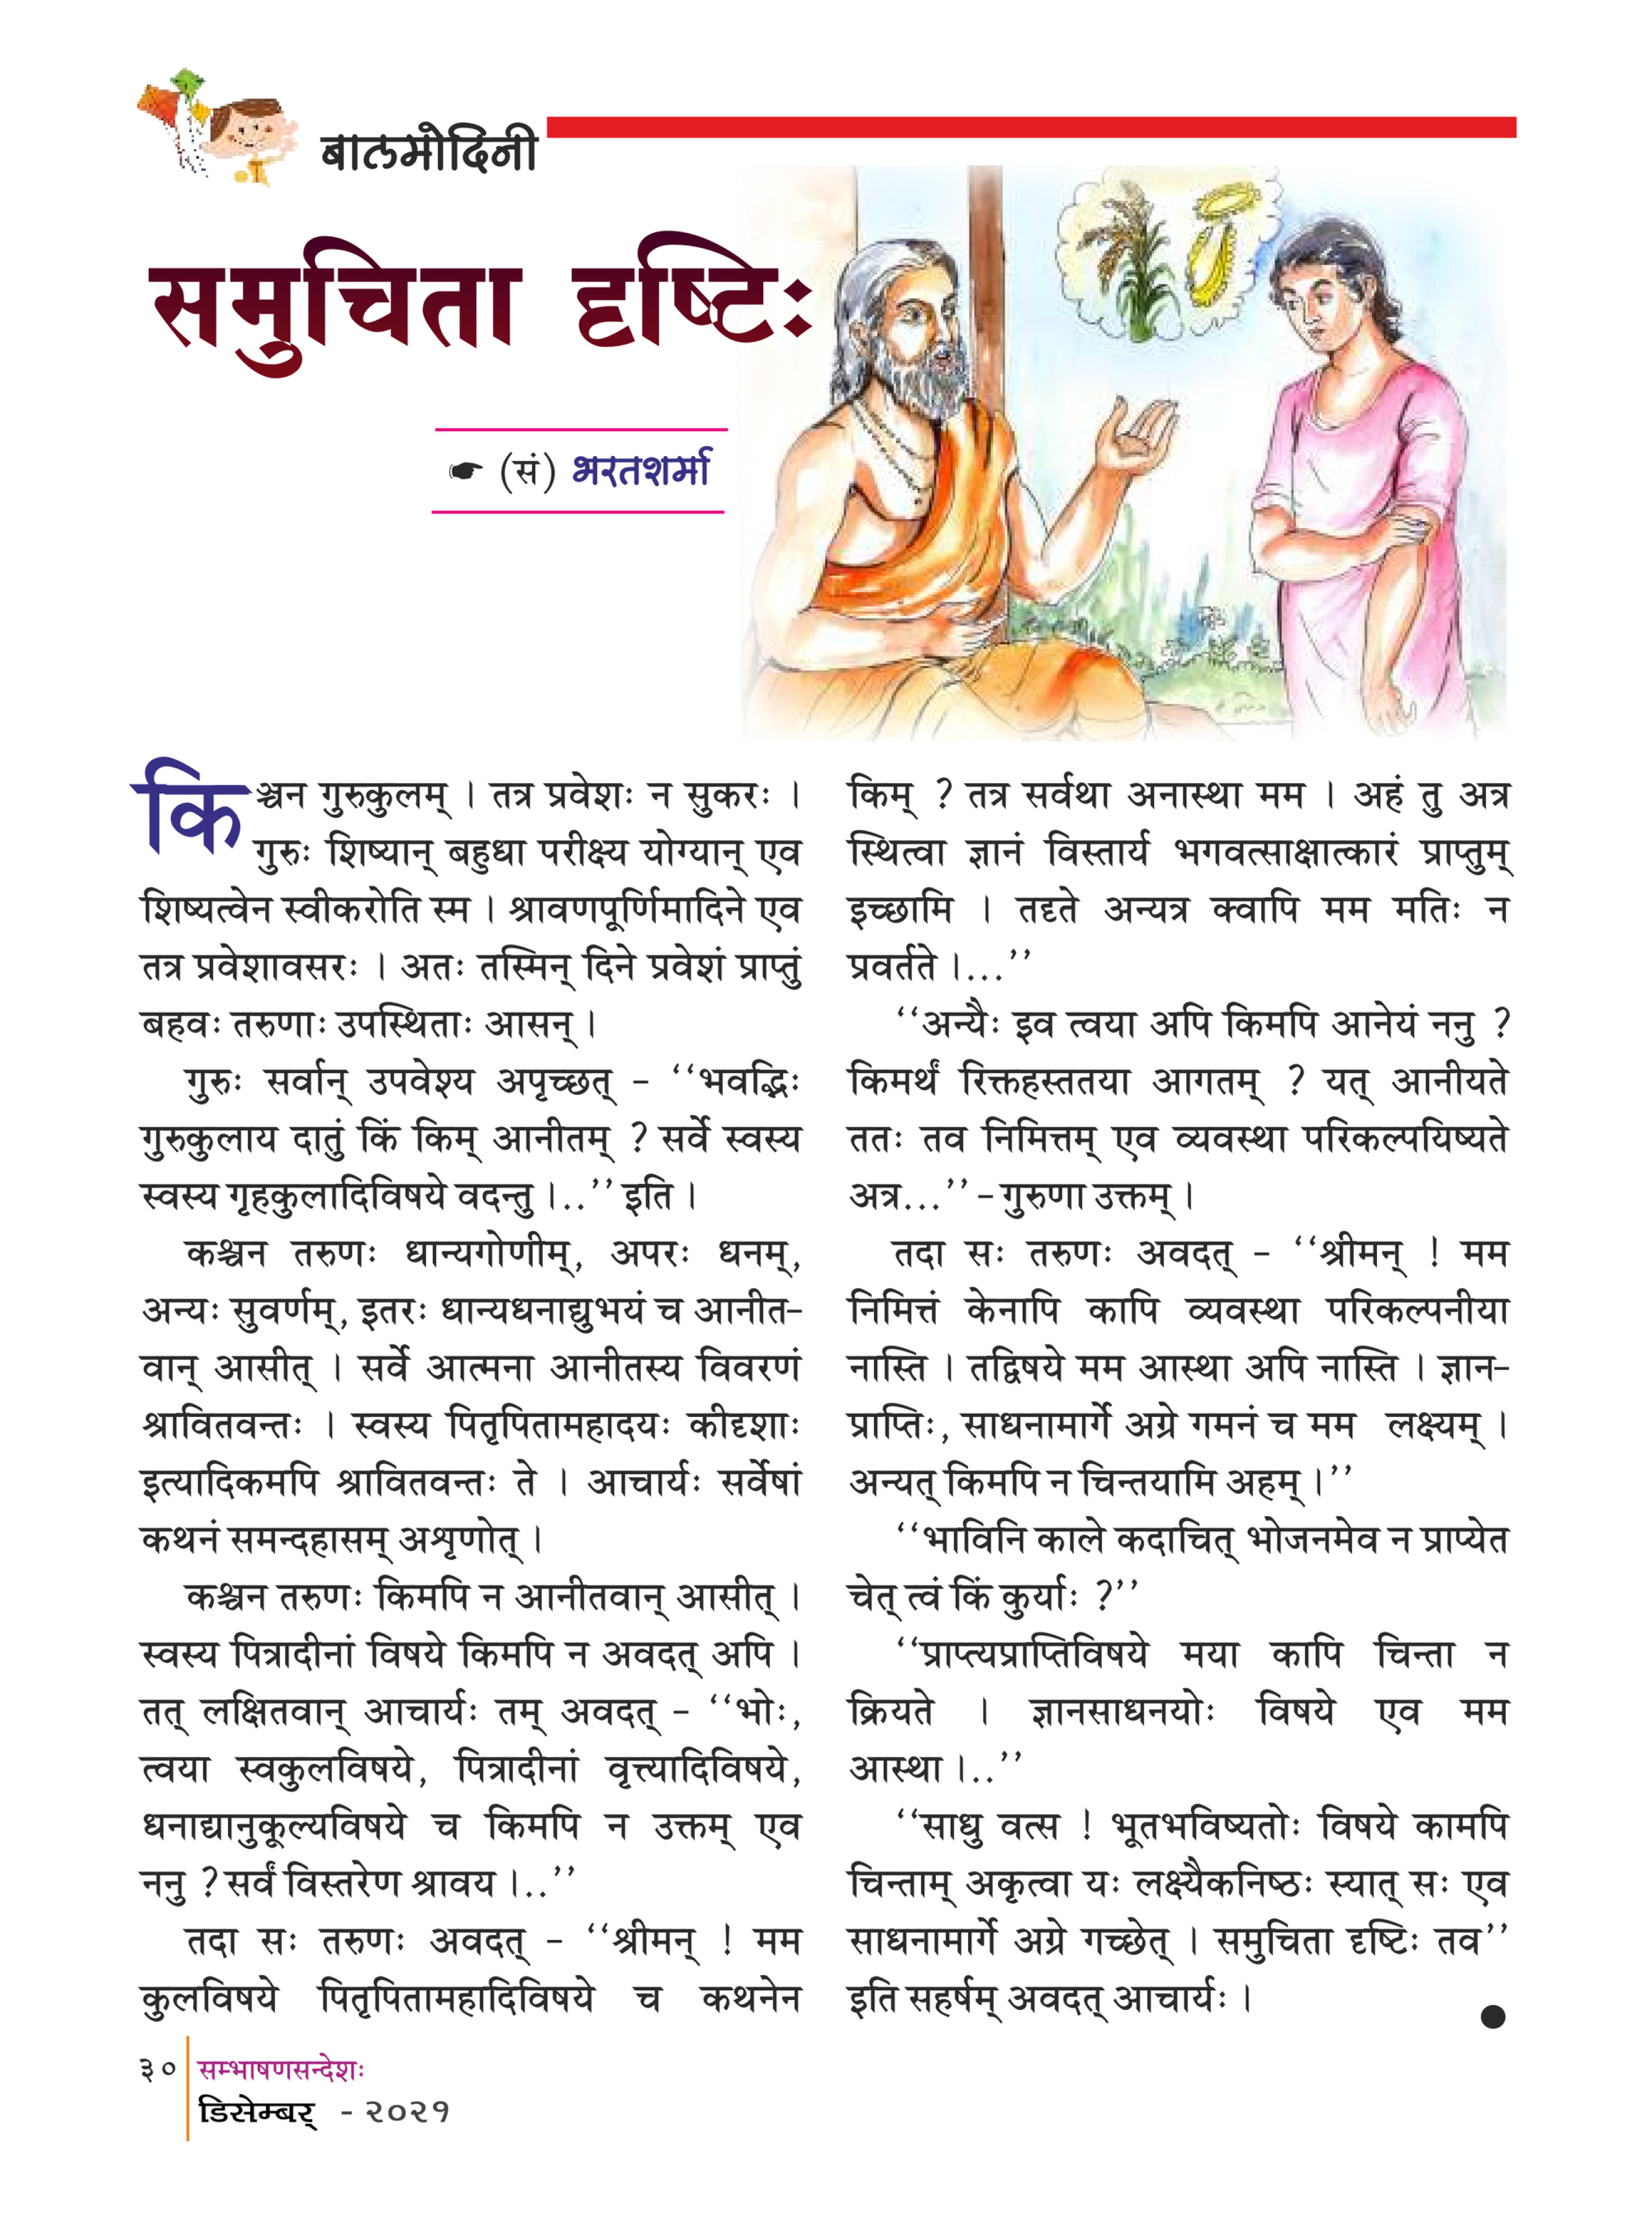 बालमोदिनी
समुचिता दृष्टिः
☛ (सं) भरतशर्मा
किञ्चन गुरुकुलम् । तत्र प्रवेशः न सुकरः ।
गुरुः शिष्यान् बहुधा परीक्ष्य योग्यान् एव
शिष्यत्वेन स्वीकरोति स्म । श्रावणपूर्णिमादिने एव
तत्र प्रवेशावसरः । अतः तस्मिन् दिने प्रवेशं प्राप्तुं
बहवः तरुणाः उपस्थिताः आसन् ।
गुरुः सर्वान् उपवेश्य अपृच्छत् – ‘‘भवद्भिः
गुरुकुलाय दातुं किं किम् आनीतम् ? सर्वे स्वस्य
स्वस्य गृहकुलादिविषये वदन्तु ।..’’ इति ।
कश्चन तरुणः धान्यगोणीम्, अपरः धनम्,
अन्यः सुवर्णम्, इतरः धान्यधनाद्युभयं च आनीत–
वान् आसीत् । सर्वे आत्मना आनीतस्य विवरणं
श्रावितवन्तः । स्वस्य पितृपितामहादयः कीदृशाः
इत्यादिकमपि श्रावितवन्तः ते । आचार्यः सर्वेषां
कथनं समन्दहासम् अशृणोत् ।
कश्चन तरुणः किमपि न आनीतवान् आसीत् ।
स्वस्य पित्रादीनां विषये किमपि न अवदत् अपि ।
तत् लक्षितवान् आचार्यः तम् अवदत् – ‘‘भोः,
त्वया स्वकुलविषये, पित्रादीनां वृत्त्यादिविषये,
धनाद्यानुकूल्यविषये च किमपि न उक्तम् एव
ननु ? सर्वं विस्तरेण श्रावय ।..’’
तदा सः तरुणः अवदत् – ‘‘श्रीमन् ! मम
कुलविषये पितृपितामहादिविषये च कथनेन
किम् ? तत्र सर्वथा अनास्था मम । अहं तु अत्र
स्थित्वा ज्ञानं विस्तार्य भगवत्साक्षात्कारं प्राप्तुम्
इच्छामि । तदृते अन्यत्र क्वापि मम मतिः न
प्रवर्तते ।...’’
‘‘अन्यैः इव त्वया अपि किमपि आनेयं ननु ?
किमर्थं रिक्तहस्ततया आगतम् ? यत् आनीयते
ततः तव निमित्तम् एव व्यवस्था परिकल्पयिष्यते
अत्र...’’ – गुरुणा उक्तम् ।
तदा सः तरुणः अवदत् – ‘‘श्रीमन् ! मम
निमित्तं केनापि कापि व्यवस्था परिकल्पनीया
नास्ति । तद्विषये मम आस्था अपि नास्ति । ज्ञान–
प्राप्तिः, साधनामार्गे अग्रे गमनं च मम लक्ष्यम् ।
अन्यत् किमपि न चिन्तयामि अहम् ।’’
‘‘भाविनि काले कदाचित् भोजनमेव न प्राप्येत
चेत् त्वं किं कुर्याः ?’’
‘‘प्राप्त्यप्राप्तिविषये मया कापि चिन्ता न
क्रियते । ज्ञानसाधनयोः विषये एव मम
आस्था ।..’’
‘‘साधु वत्स ! भूतभविष्यतोः विषये कामपि
चिन्ताम् अकृत्वा यः लक्ष्यैकनिष्ठः स्यात् सः एव
साधनामार्गे अग्रे गच्छेत् । समुचिता दृष्टिः तव’’
इति सहर्षम् अवदत् आचार्यः । ●
३० सम्भाषणसन्देशः
डिसेम्बर् - २०२१